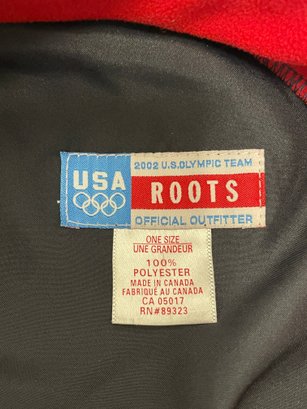 USA
2002 U.S. OLYMPIC TEAM
ROOTS
OFFICIAL OUTFITTER
ONE SIZE
UNE GRANDEUR
100%
POLYESTER
MADE IN CANADA
FABRIQUÉ AU CANADA
CA 05017
RN#89323